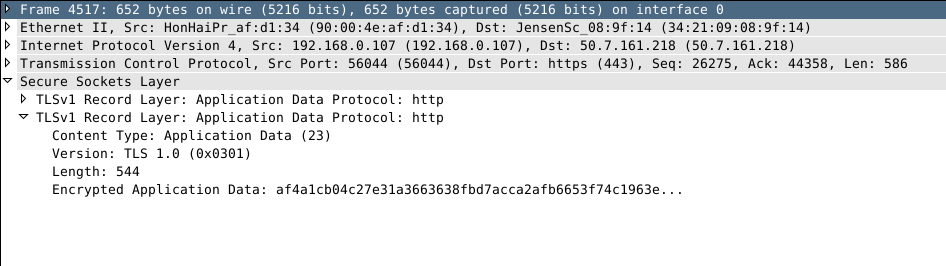 Frame 4517: 652 bytes on wire (5216 bits), 652 bytes captured (5216 bits) on interface 0
Ethernet II, Src: HonHaiPr_af:d1:34 (90:00:4e:af:d1:34), Dst: JensenSc_08:9f:14 (34:21:09:08:9f:14)
Internet Protocol Version 4, Src: 192.168.0.107 (192.168.0.107), Dst: 50.7.161.218 (50.7.161.218)
Transmission Control Protocol, Src Port: 56044 (56044), Dst Port: https (443), Seq: 26275, Ack: 44358, Len: 586
Secure Sockets Layer
TLSv1 Record Layer: Application Data Protocol: http
TLSv1 Record Layer: Application Data Protocol: http
Content Type: Application Data (23)
Version: TLS 1.0 (0x0301)
Length: 544
Encrypted Application Data: af4a1cb04c27e31a3663638fbd7acca2afb6653f74c1963e...